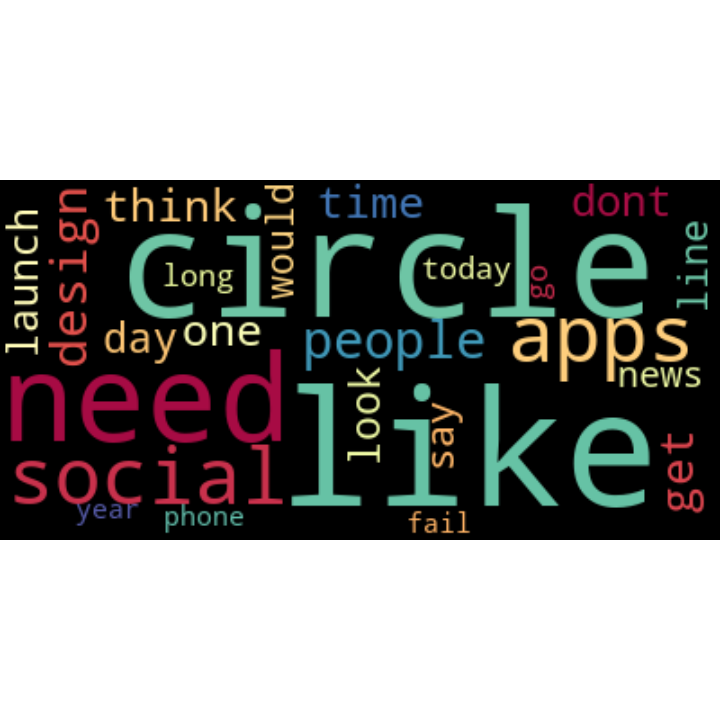 launch
design
think
would
time
dont
line
circle
long
today
go
day
one
people
apps
news
need
like
look
say
social
get
year
phone
fail